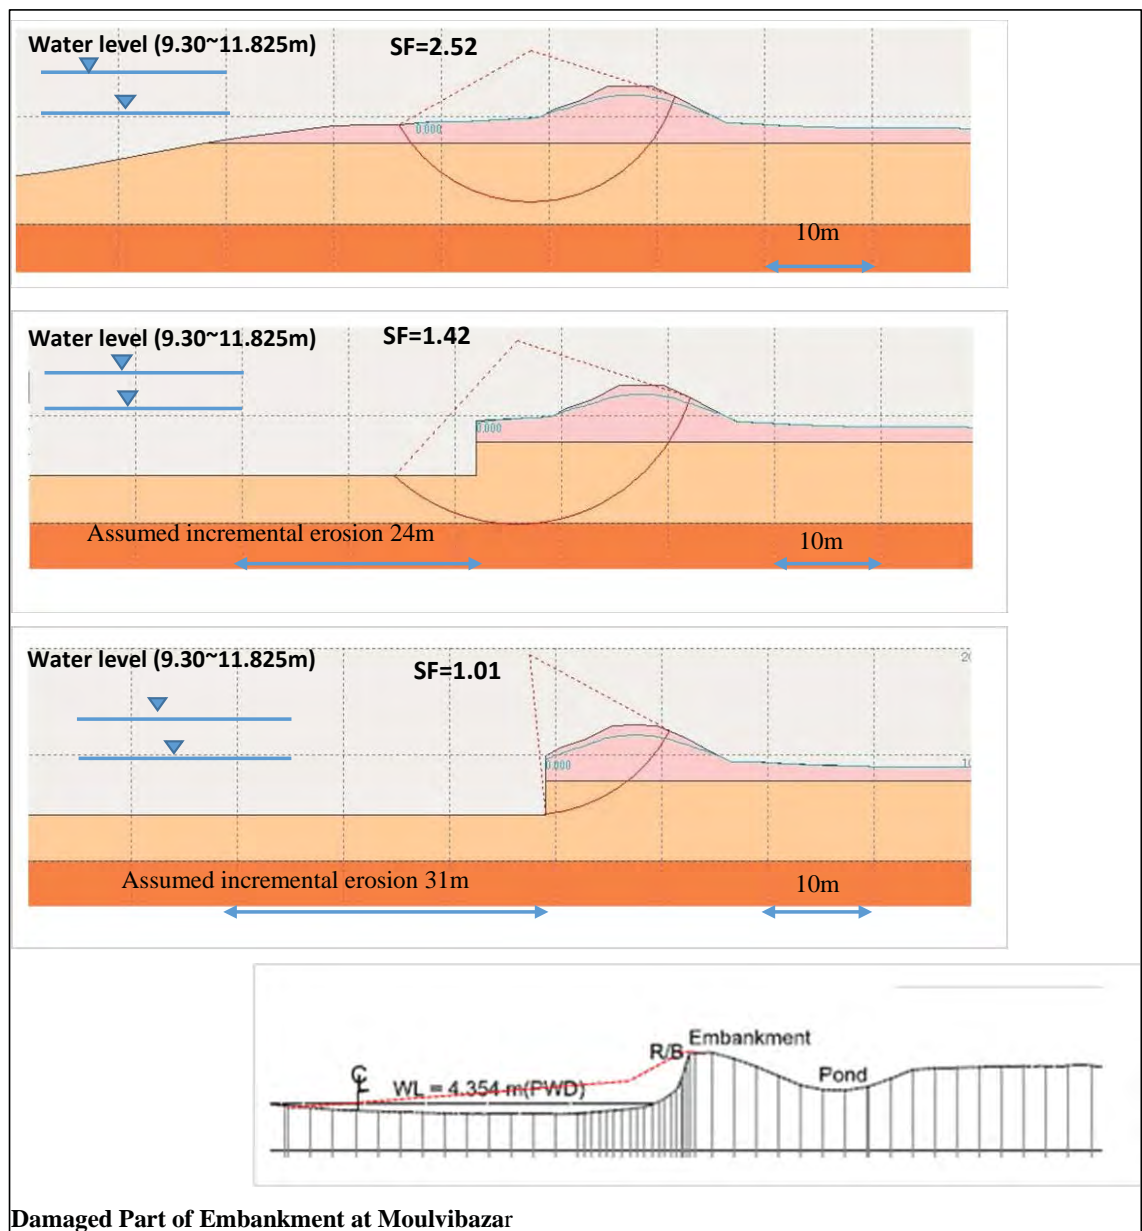 Water level (9.30~11.825m)
SF=2.52
0.000
10m
Water level (9.30~11.825m)
SF=1.42
0.000
Assumed incremental erosion 24m
10m
Water level (9.30~11.825m)
SF=1.01
0.000
Assumed incremental erosion 31m
10m
R/B
Embankment
WL = 4.354 m(PWD)
Pond
Damaged Part of Embankment at Moulvibazar